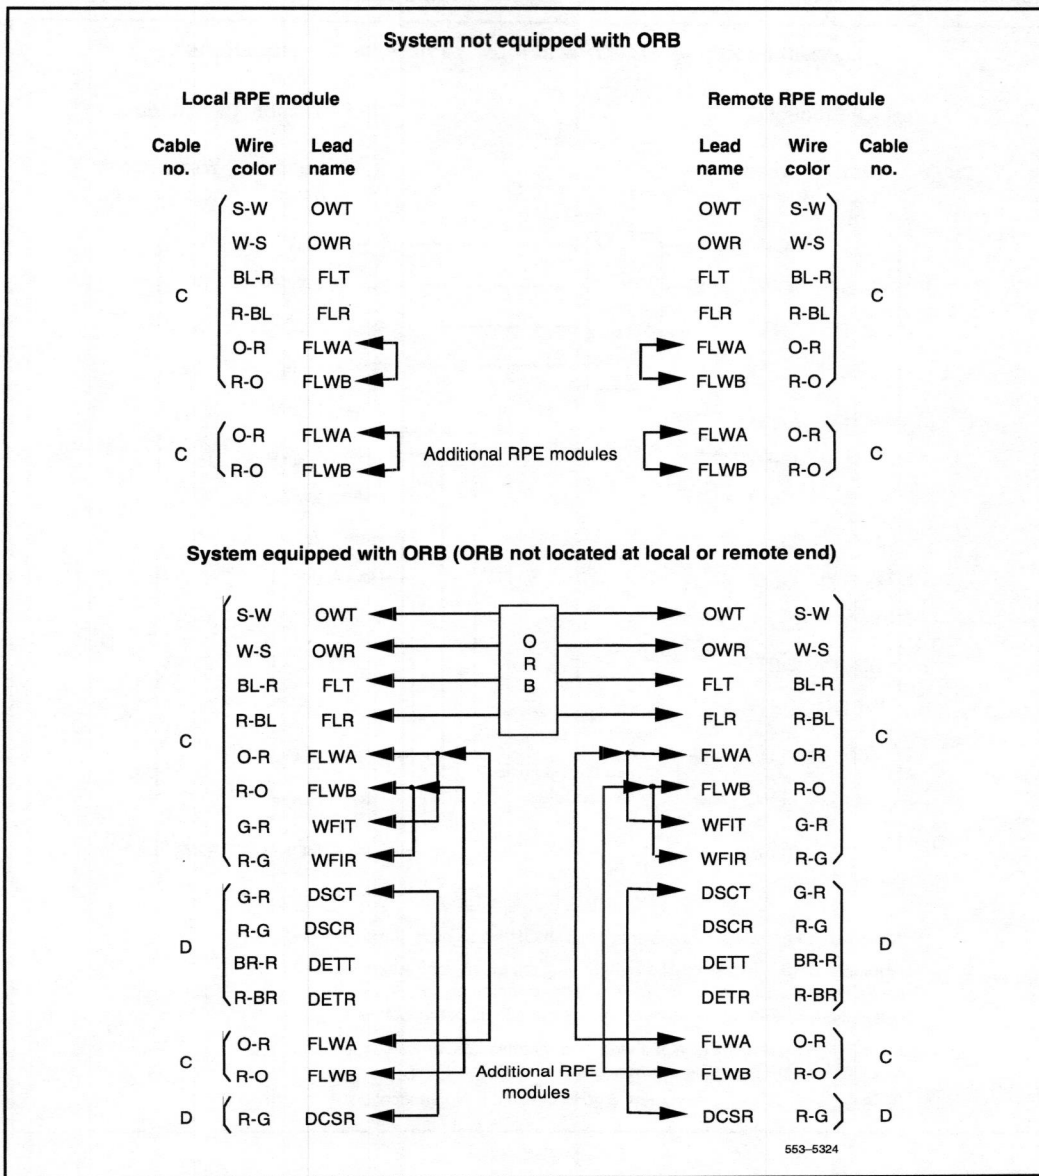 System not equipped with ORB
Local RPE module Remote RPE module
Cable no. Wire color Lead name Lead name Wire color Cable no.
S-W OWT OWT S-W
W-S OWR OWR W-S
BL-R FLT FLT BL-R
C C
R-BL FLR FLR R-BL
O-R FLWA FLWA O-R
R-O FLWB FLWB R-O
O-R FLWA FLWA O-R
C Additional RPE modules C
R-O FLWB FLWB R-O
System equipped with ORB (ORB not located at local or remote end)
S-W OWT ORB OWT S-W
W-S OWR OWR W-S
BL-R FLT FLT BL-R
R-BL FLR FLR R-BL
C C
O-R FLWA FLWA O-R
R-O FLWB FLWB R-O
G-R WFIT WFIT G-R
R-G WFIR WFIR R-G
G-R DSCT DSCT G-R
R-G DSCR DSCR R-G
D D
BR-R DETT DETT BR-R
R-BR DETR DETR R-BR
O-R FLWA FLWA O-R
C C
R-O FLWB Additional RPE modules FLWB R-O
D R-G DCSR DCSR R-G D
553–5324